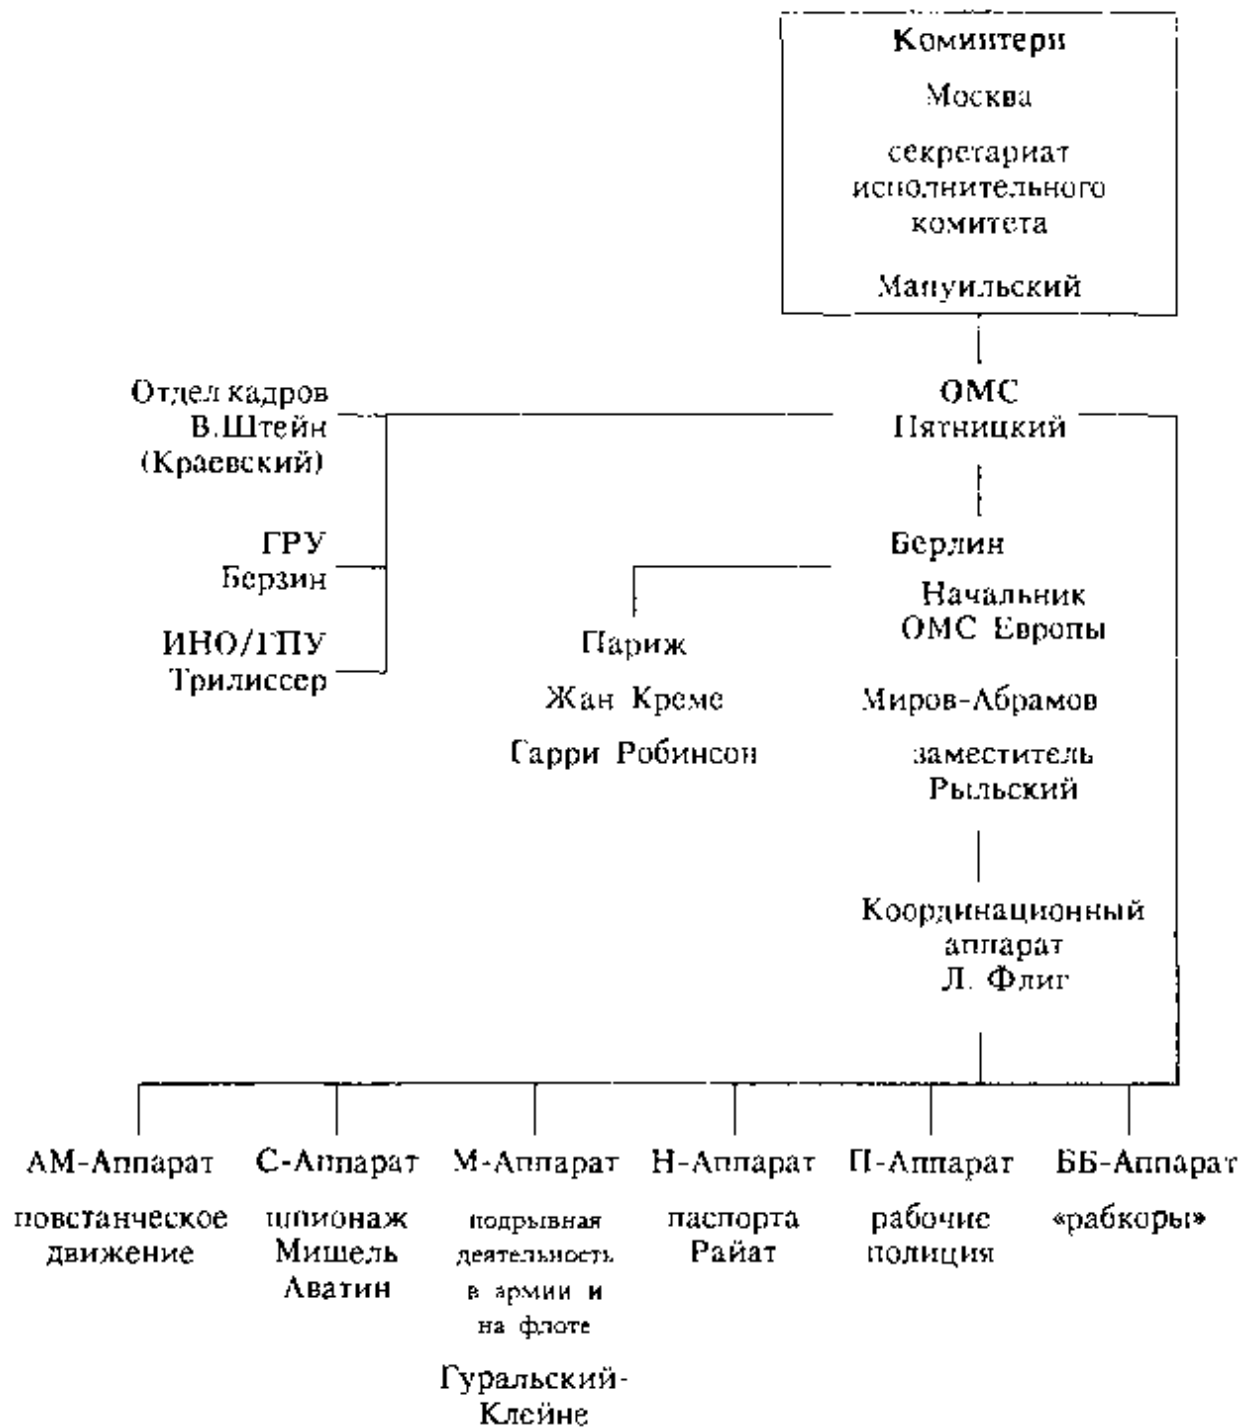 Коминтерн
Москва
секретариат
исполнительного
комитета
Мануильский
Отдел кадров
В.Штейн
(Краевский)
ОМС
Пятницкий
ГРУ
Берзин
ИНО/ГПУ
Трилиссер
Берлин
Начальник
ОМС Европы
Миров-Абрамов
заместитель
Рыльский
Париж
Жан Креме
Гарри Робинсон
Координационный
аппарат
Л. Флиг
АМ-Аппарат
повстанческое
движение
С-Аппарат
шпионаж
Мишель
Аватин
М-Аппарат
подрывная
деятельность
в армии и
на флоте
Гуральский-
Клейне
Н-Аппарат
паспорта
Райат
П-Аппарат
рабочие
полиция
ББ-Аппарат
«рабкоры»